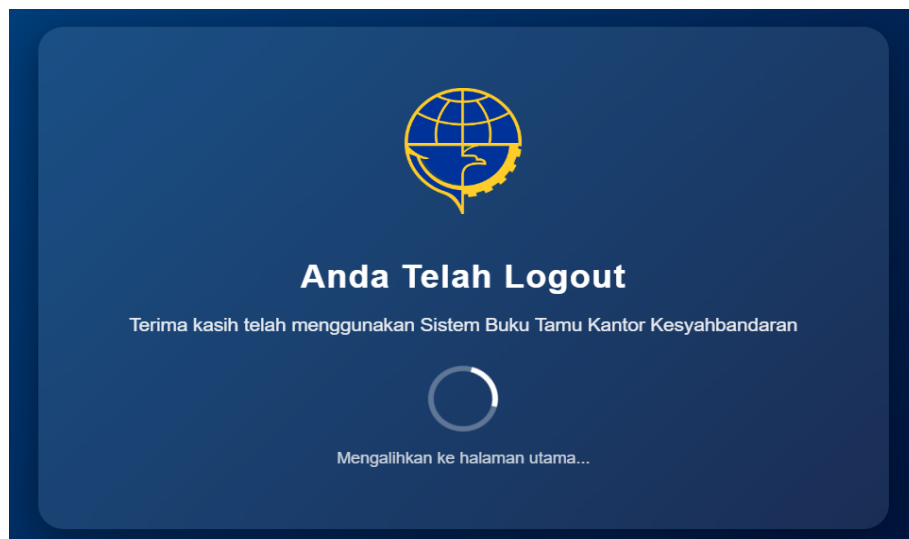 Anda Telah Logout
Terima kasih telah menggunakan Sistem Buku Tamu Kantor Kesyahbandaran
Mengalihkan ke halaman utama...